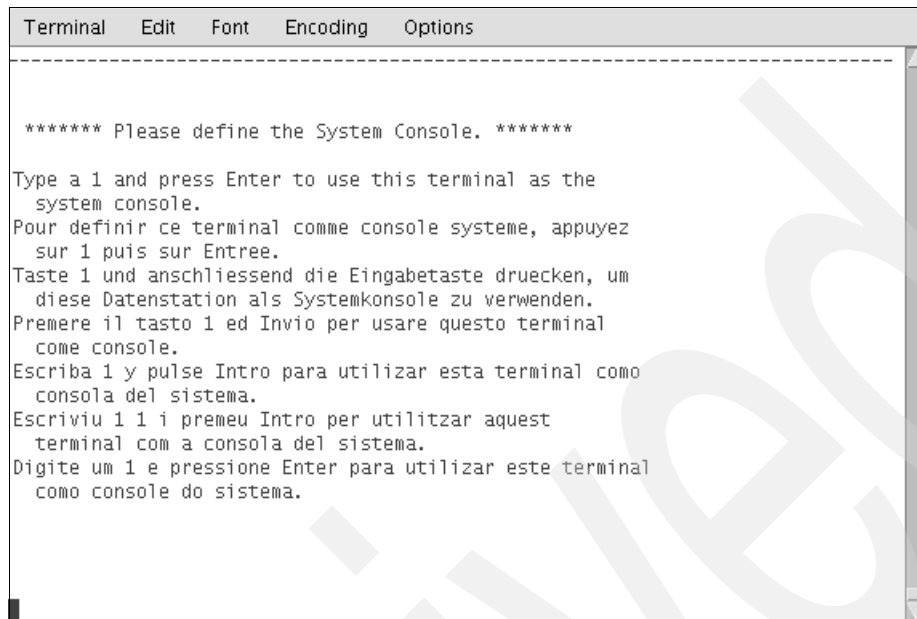 Terminal Edit Font Encoding Options
-------------------------------------------------------------------------------
******* Please define the System Console. *******
Type a 1 and press Enter to use this terminal as the
system console.
Pour definir ce terminal comme console systeme, appuyez
sur 1 puis sur Entree.
Taste 1 und anschliessend die Eingabetaste druecken, um
diese Datenstation als Systemkonsole zu verwenden.
Premere il tasto 1 ed Invio per usare questo terminal
come console.
Escriba 1 y pulse Intro para utilizar esta terminal como
consola del sistema.
Escriviu 1 1 i premeu Intro per utilitzar aquest
terminal com a consola del sistema.
Digite um 1 e pressione Enter para utilizar este terminal
como console do sistema.